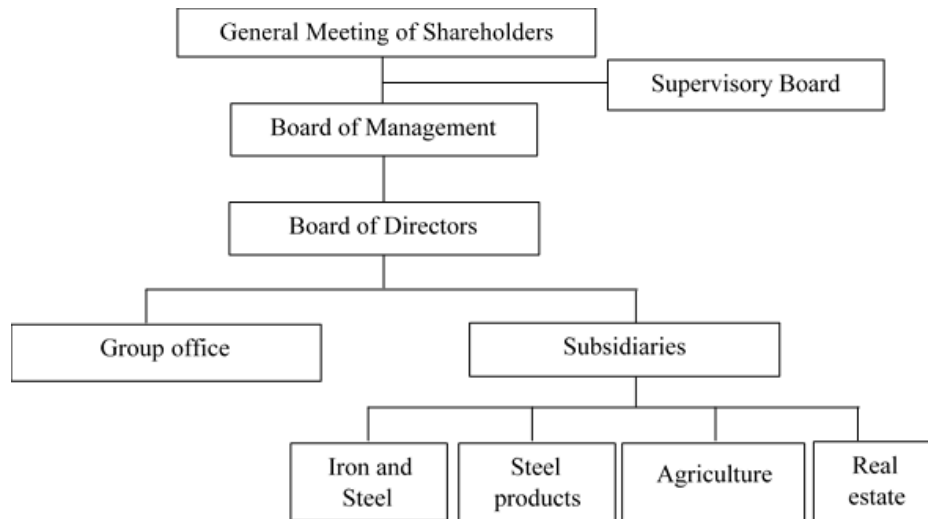 General Meeting of Shareholders
Supervisory Board
Board of Management
Board of Directors
Group office
Subsidiaries
Iron and
Steel
Steel
products
Agriculture
Real
estate